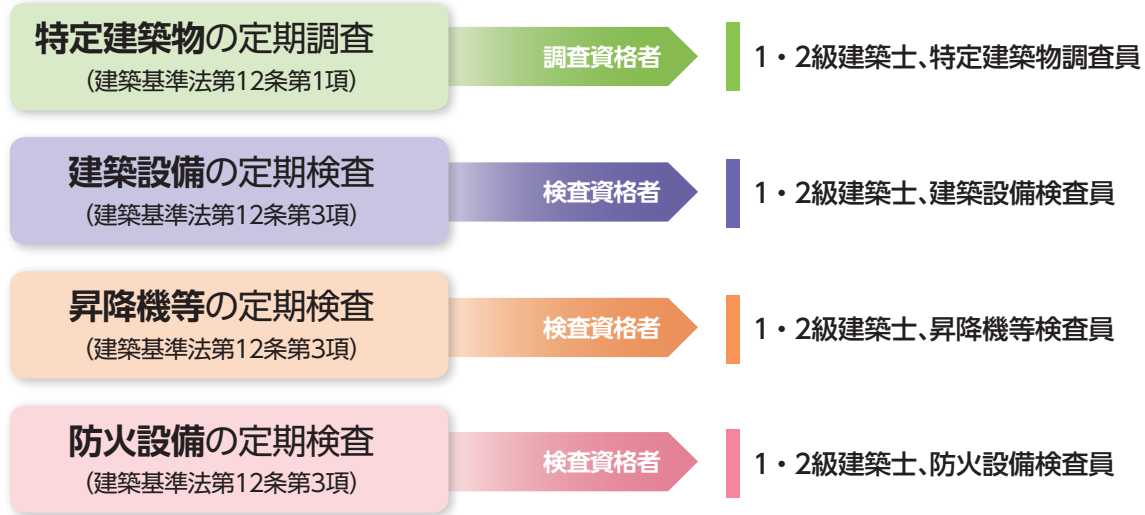 特定建築物の定期調査
（建築基準法第12条第1項）
調査資格者
1・2級建築士、特定建築物調査員
建築設備の定期検査
（建築基準法第12条第3項）
検査資格者
1・2級建築士、建築設備検査員
昇降機等の定期検査
（建築基準法第12条第3項）
検査資格者
1・2級建築士、昇降機等検査員
防火設備の定期検査
（建築基準法第12条第3項）
検査資格者
1・2級建築士、防火設備検査員